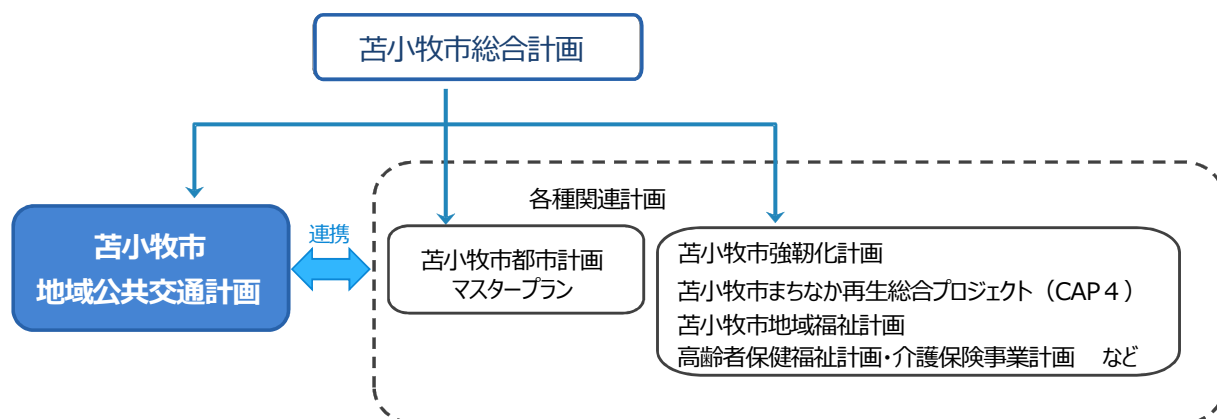 苫小牧市総合計画
各種関連計画
苫小牧市
地域公共交通計画
連携
苫小牧市都市計画
マスタープラン
苫小牧市強靭化計画
苫小牧市まちなか再生総合プロジェクト（CAP４）
苫小牧市地域福祉計画
高齢者保健福祉計画・介護保険事業計画　など